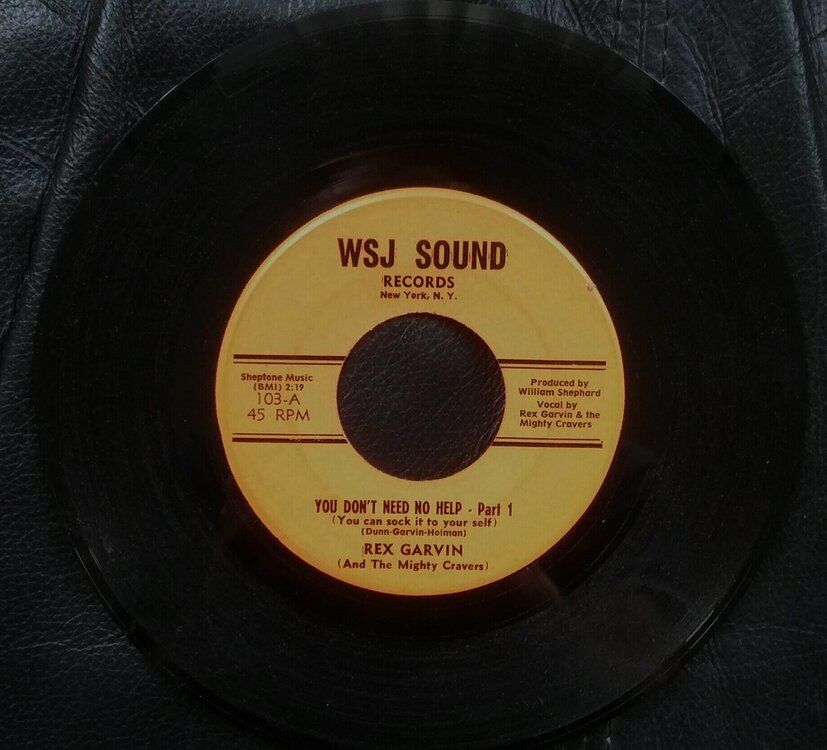 WSJ SOUND
RECORDS
New York, N. Y.
Sheptone Music
(BMI) 2:19
103-A
45 RPM
Produced by
William Shephard
Vocal by
Rex Garvin & the
Mighty Cravers
YOU DON'T NEED NO HELP - Part 1
(You can sock it to your self)
(Dunn-Garvin-Holman)
REX GARVIN
(And The Mighty Cravers)